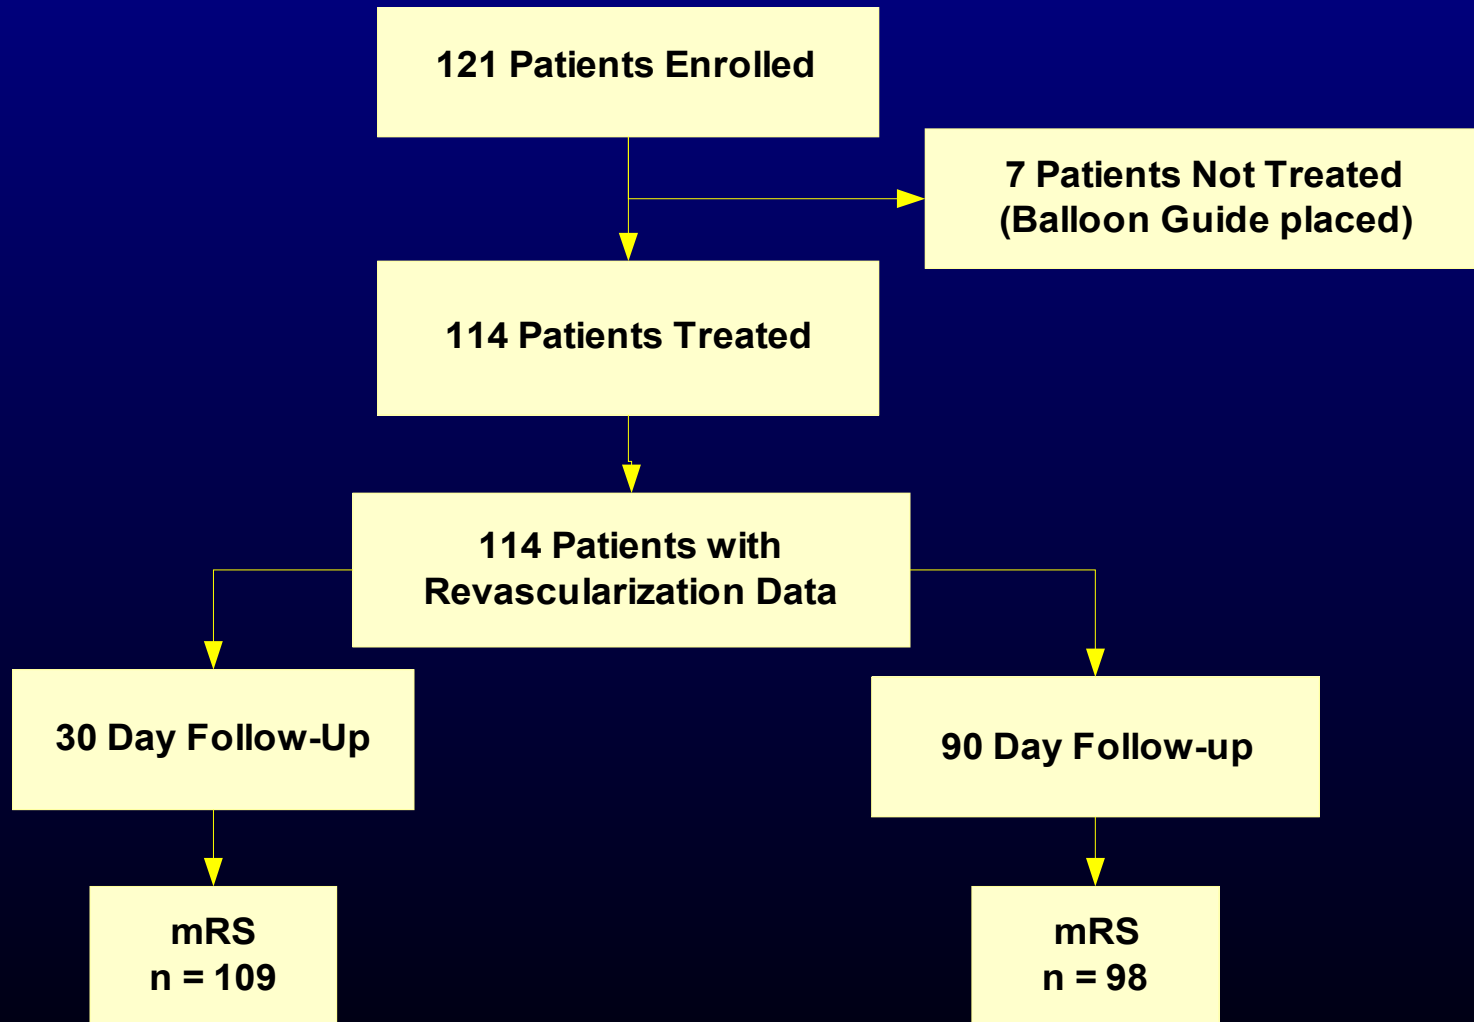 121 Patients Enrolled
7 Patients Not Treated
(Balloon Guide placed)
114 Patients Treated
114 Patients with
Revascularization Data
30 Day Follow-Up
90 Day Follow-up
mRS
n = 109
mRS
n = 98